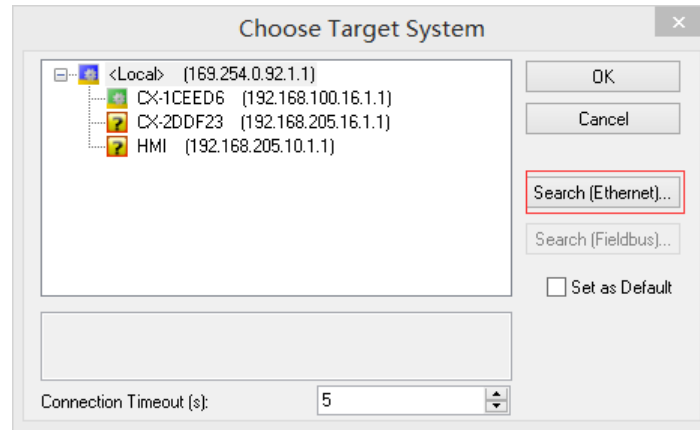 Choose Target System
<Local> (169.254.0.92.1.1)
CX-1CEED6 (192.168.100.16.1.1)
CX-2DDF23 (192.168.205.16.1.1)
HMI (192.168.205.10.1.1)
OK
Cancel
Search (Ethernet)...
Search (Fieldbus)...
Set as Default
Connection Timeout (s): 5